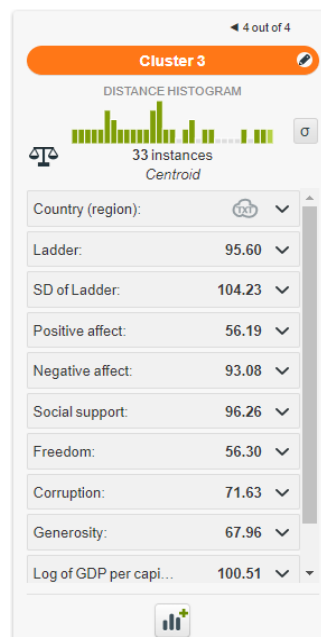 ◄ 4 out of 4
Cluster 3
DISTANCE HISTOGRAM
σ
33 instances
Centroid
Country (region): TXT
Ladder: 95.60
SD of Ladder: 104.23
Positive affect: 56.19
Negative affect: 93.08
Social support: 96.26
Freedom: 56.30
Corruption: 71.63
Generosity: 67.96
Log of GDP per capi... 100.51